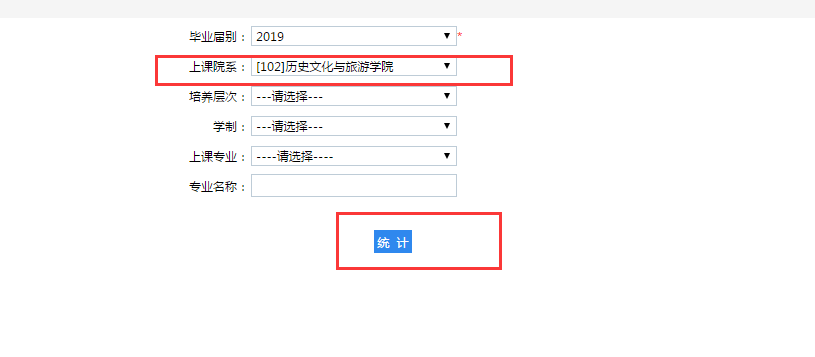 毕业届别： 2019 ▼ *
上课院系： [102]历史文化与旅游学院 ▼
培养层次： ---请选择--- ▼
学制： ---请选择--- ▼
上课专业： ----请选择---- ▼
专业名称：
统 计